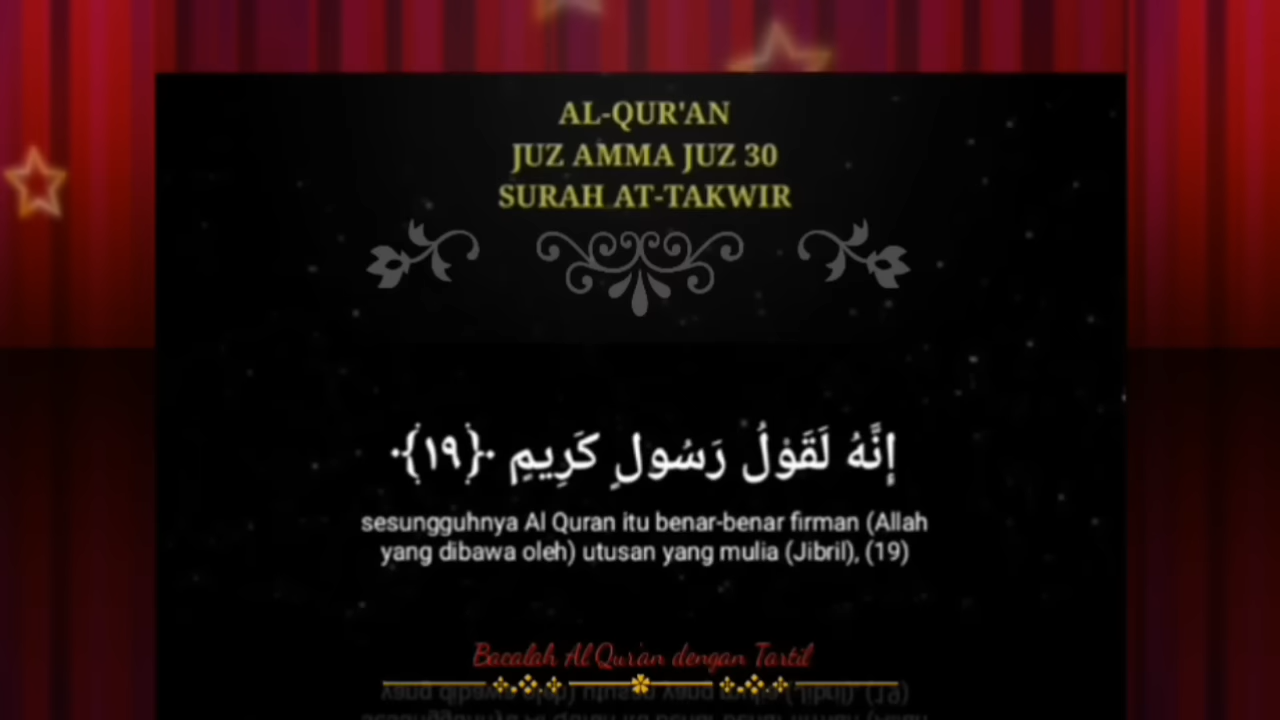 AL-QUR'AN
JUZ AMMA JUZ 30
SURAH AT-TAKWIR
إِنَّهُ لَقَوْلُ رَسُولٍ كَرِيمٍ ﴿١٩﴾
sesungguhnya Al Quran itu benar-benar firman (Allah
yang dibawa oleh) utusan yang mulia (Jibril), (19)
Bacalah Al Qur'an dengan Tartil